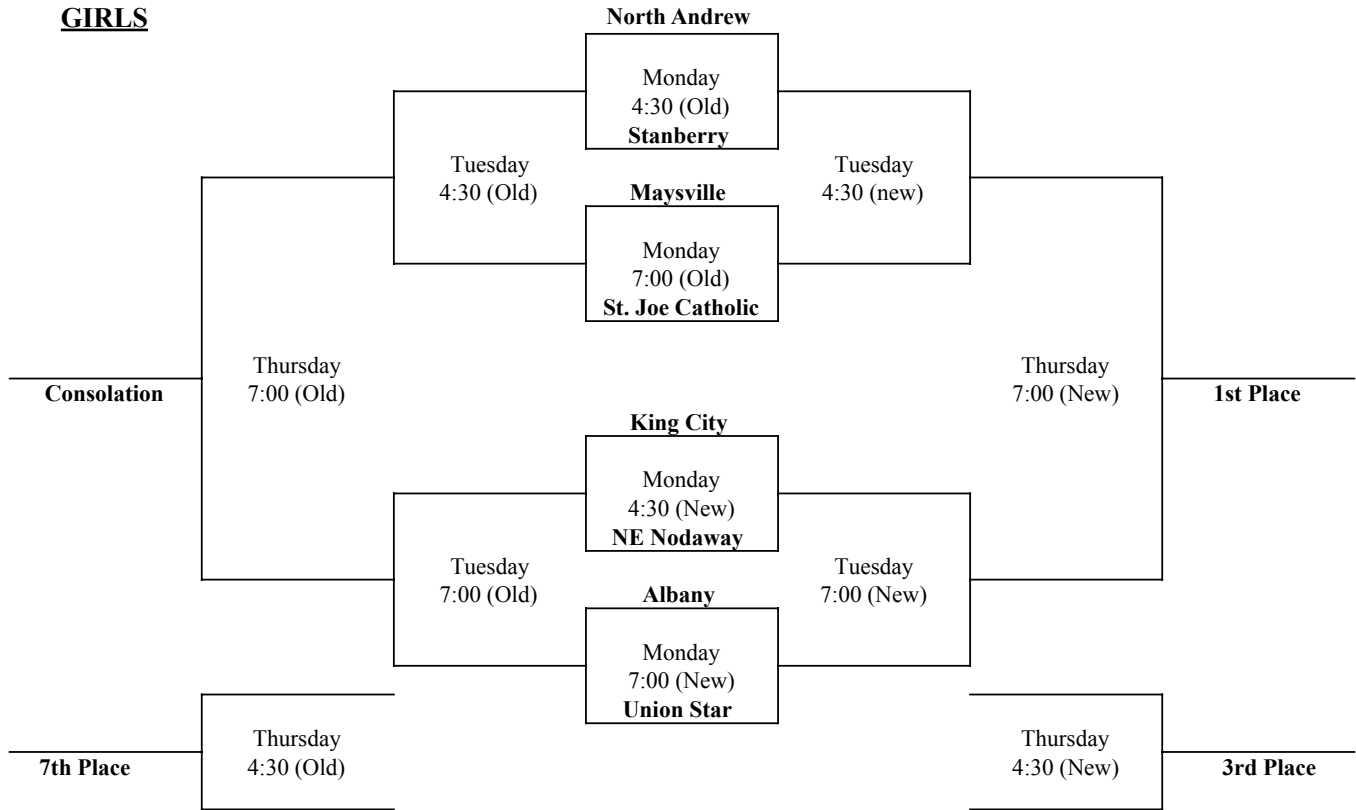 GIRLS
North Andrew
Monday
4:30 (Old)
Stanberry
Tuesday
4:30 (Old)
Tuesday
4:30 (new)
Maysville
Monday
7:00 (Old)
St. Joe Catholic
Thursday
7:00 (Old)
Consolation
Thursday
7:00 (New)
1st Place
King City
Monday
4:30 (New)
NE Nodaway
Tuesday
7:00 (Old)
Tuesday
7:00 (New)
Albany
Monday
7:00 (New)
Union Star
Thursday
4:30 (Old)
7th Place
Thursday
4:30 (New)
3rd Place